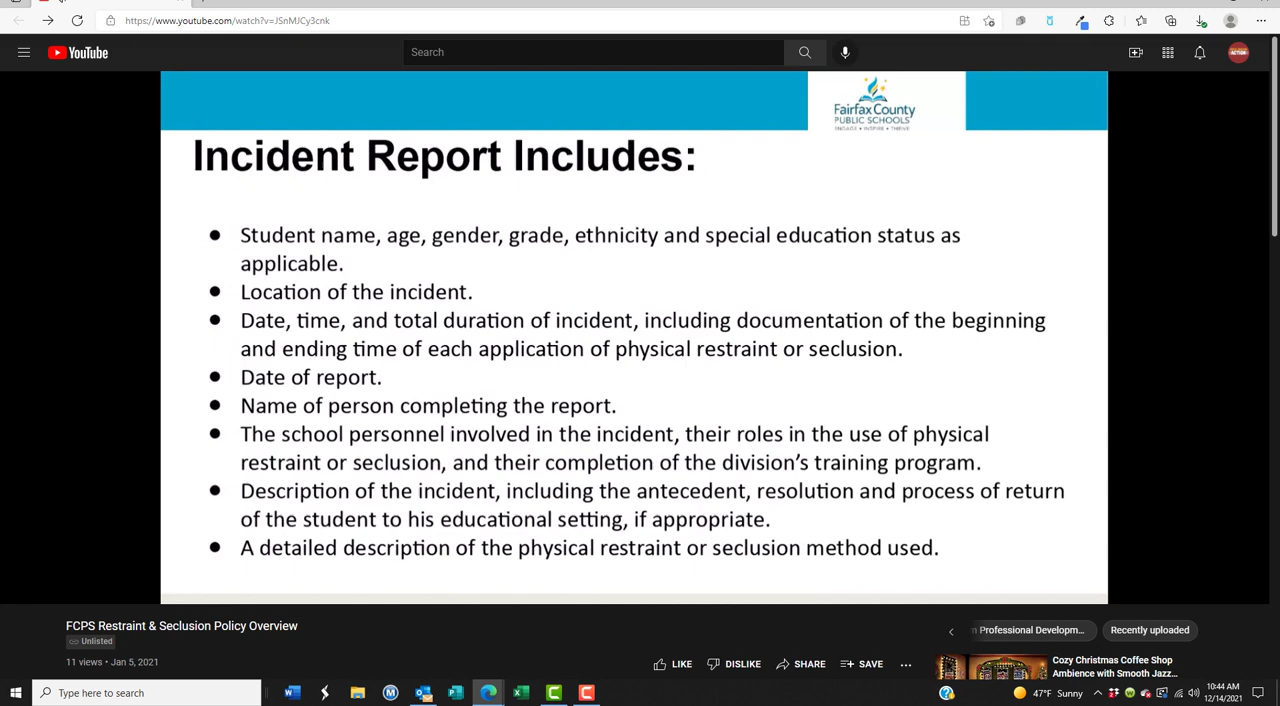 https://www.youtube.com/watch?v=JSnMJCy3cnk
YouTube
Search
Fairfax County
PUBLIC SCHOOLS
ENGAGE • INSPIRE • THRIVE
Incident Report Includes:
● Student name, age, gender, grade, ethnicity and special education status as
applicable.
● Location of the incident.
● Date, time, and total duration of incident, including documentation of the beginning
and ending time of each application of physical restraint or seclusion.
● Date of report.
● Name of person completing the report.
● The school personnel involved in the incident, their roles in the use of physical
restraint or seclusion, and their completion of the division's training program.
● Description of the incident, including the antecedent, resolution and process of return
of the student to his educational setting, if appropriate.
● A detailed description of the physical restraint or seclusion method used.
FCPS Restraint & Seclusion Policy Overview
Unlisted
11 views • Jan 5, 2021
LIKE DISLIKE SHARE SAVE
Professional Developm... Recently uploaded
Cozy Christmas Coffee Shop
Ambience with Smooth Jazz...
Type here to search
47°F Sunny
10:44 AM
12/14/2021